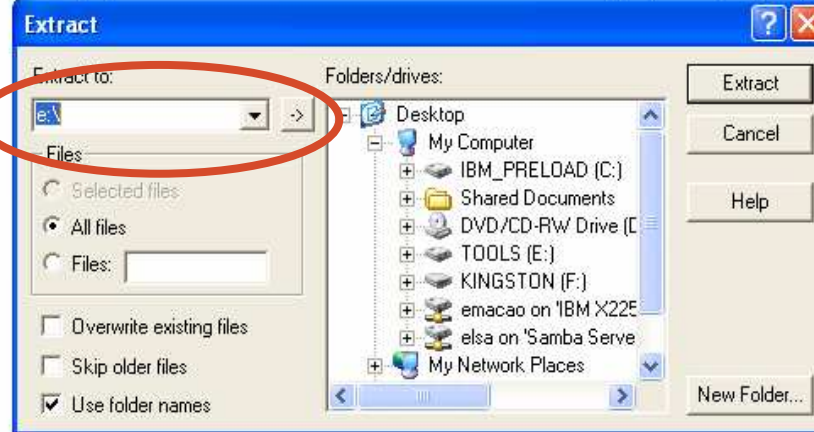 Extract
Extract to:
e:\
->
Files
Selected files
All files
Files:
Overwrite existing files
Skip older files
Use folder names
Folders/drives:
Desktop
My Computer
IBM_PRELOAD (C:)
Shared Documents
DVD/CD-RW Drive (D
TOOLS (E:)
KINGSTON (F:)
emacao on 'IBM X225
elsa on 'Samba Serve
My Network Places
Extract
Cancel
Help
New Folder...